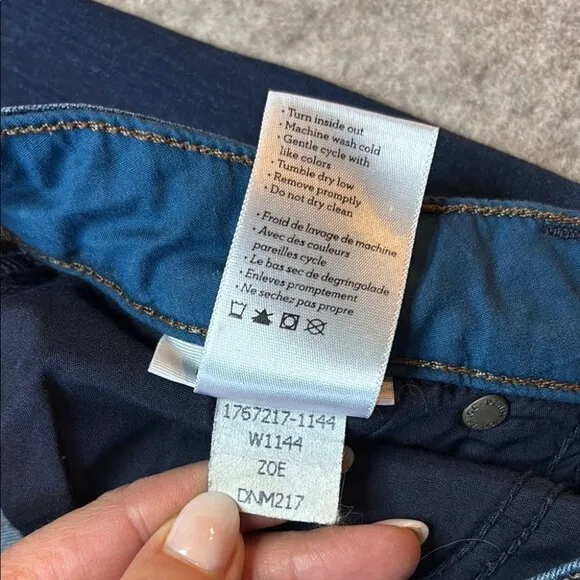 • Turn inside out
• Machine wash cold
• Gentle cycle with
like colors
• Tumble dry low
• Remove promptly
• Do not dry clean
• Froid de lavage de machine
• Avec des couleurs
pareilles cycle
• Le bas sec de degringolade
• Enleves promptement
• Ne sechez pas propre
1767217-1144
W1144
ZOE
DNM217